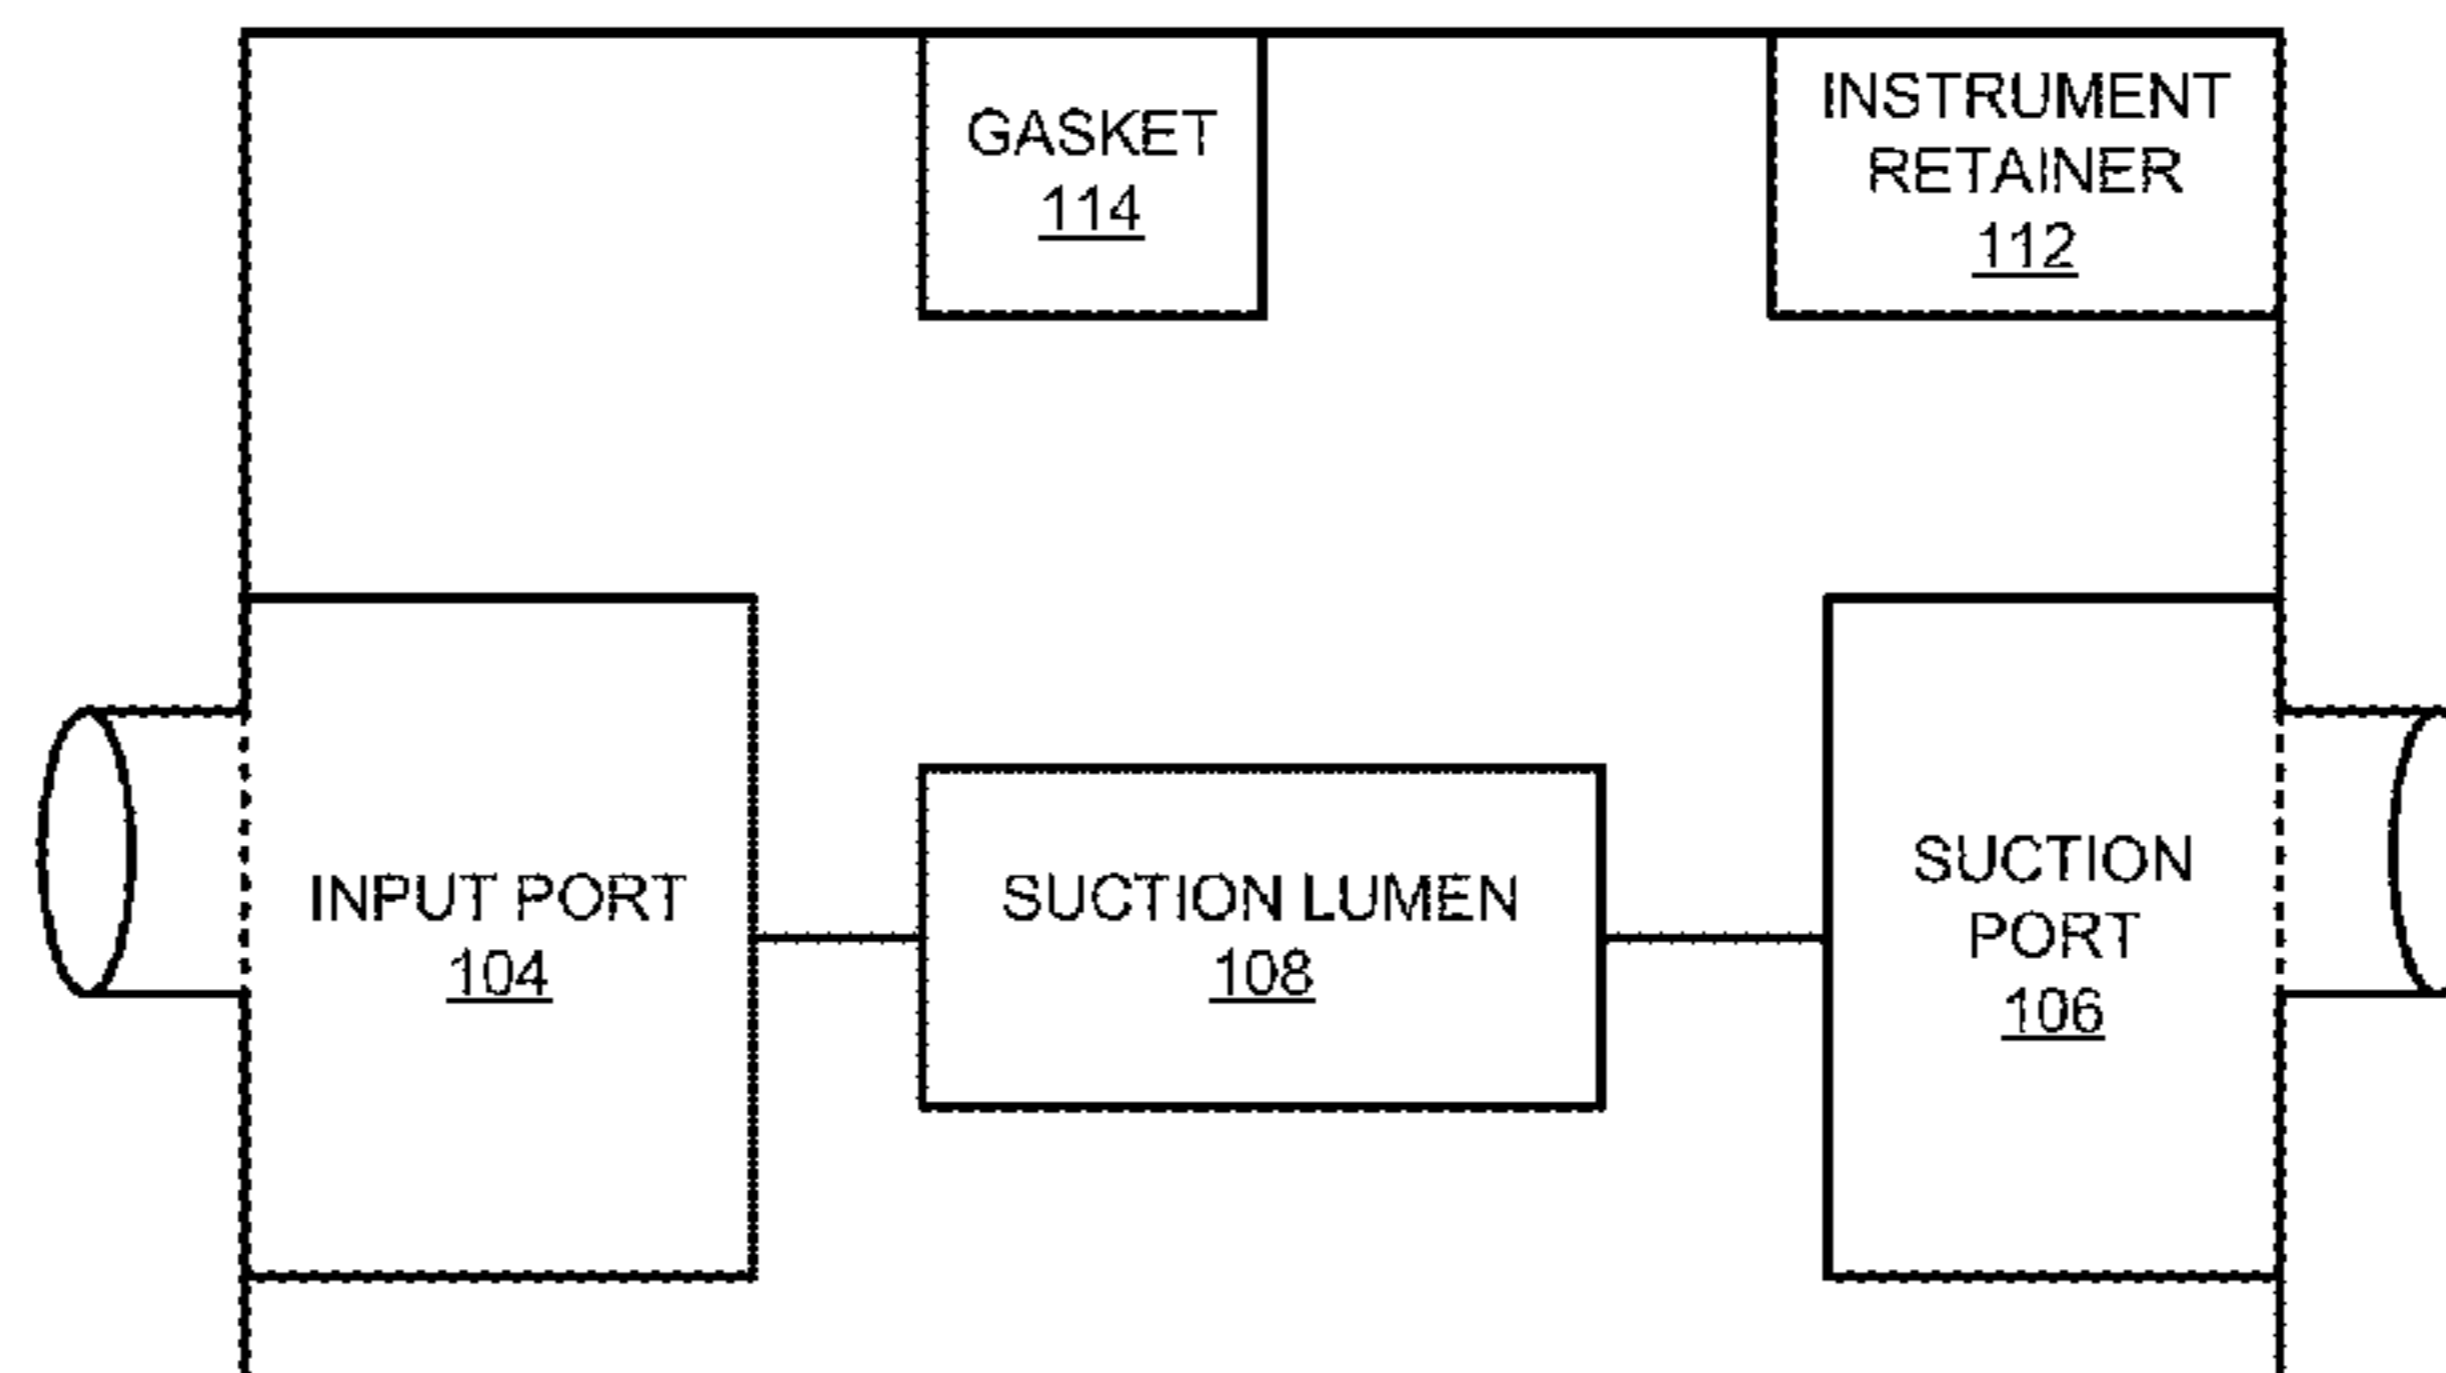 GASKET
114
INSTRUMENT
RETAINER
112
INPUT PORT
104
SUCTION LUMEN
108
SUCTION
PORT
106